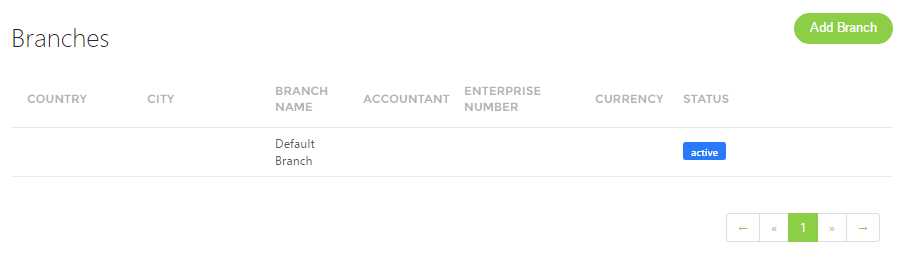 Branches
Add Branch
COUNTRY CITY BRANCH NAME ACCOUNTANT ENTERPRISE NUMBER CURRENCY STATUS
Default Branch active
← « 1 » →